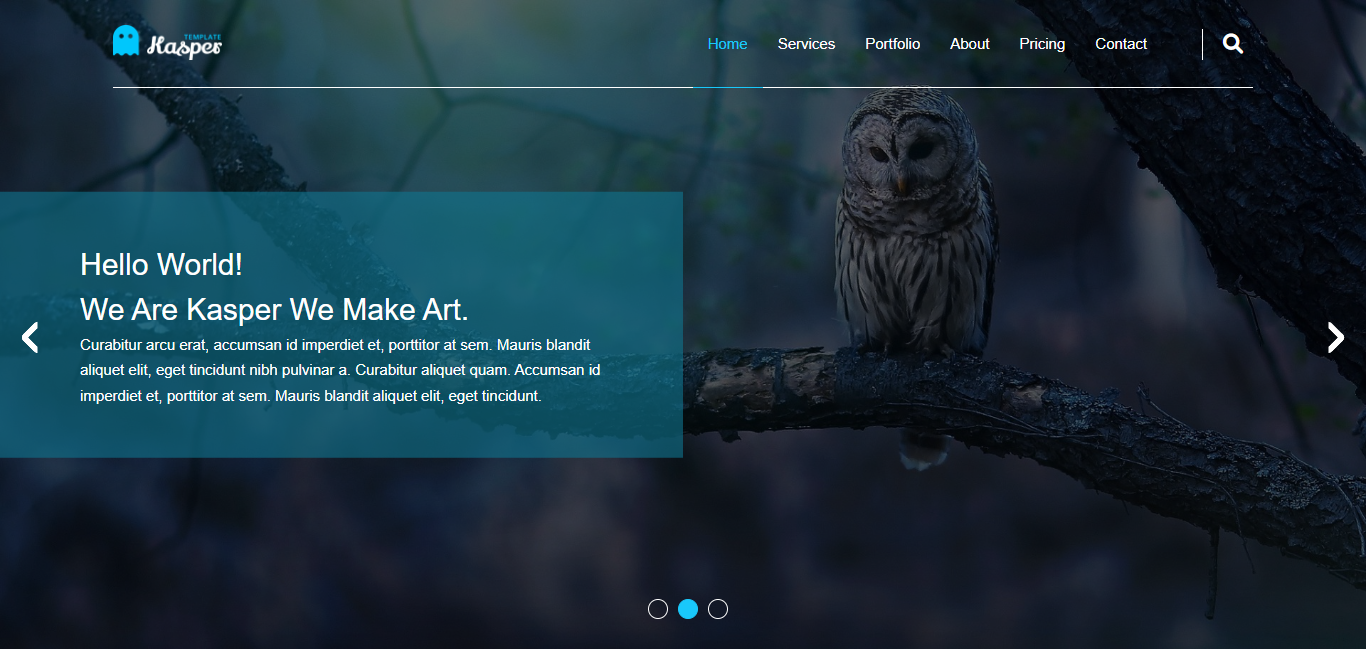 TEMPLATE
Kasper
Home Services Portfolio About Pricing Contact
Hello World!
We Are Kasper We Make Art.
Curabitur arcu erat, accumsan id imperdiet et, porttitor at sem. Mauris blandit
aliquet elit, eget tincidunt nibh pulvinar a. Curabitur aliquet quam. Accumsan id
imperdiet et, porttitor at sem. Mauris blandit aliquet elit, eget tincidunt.